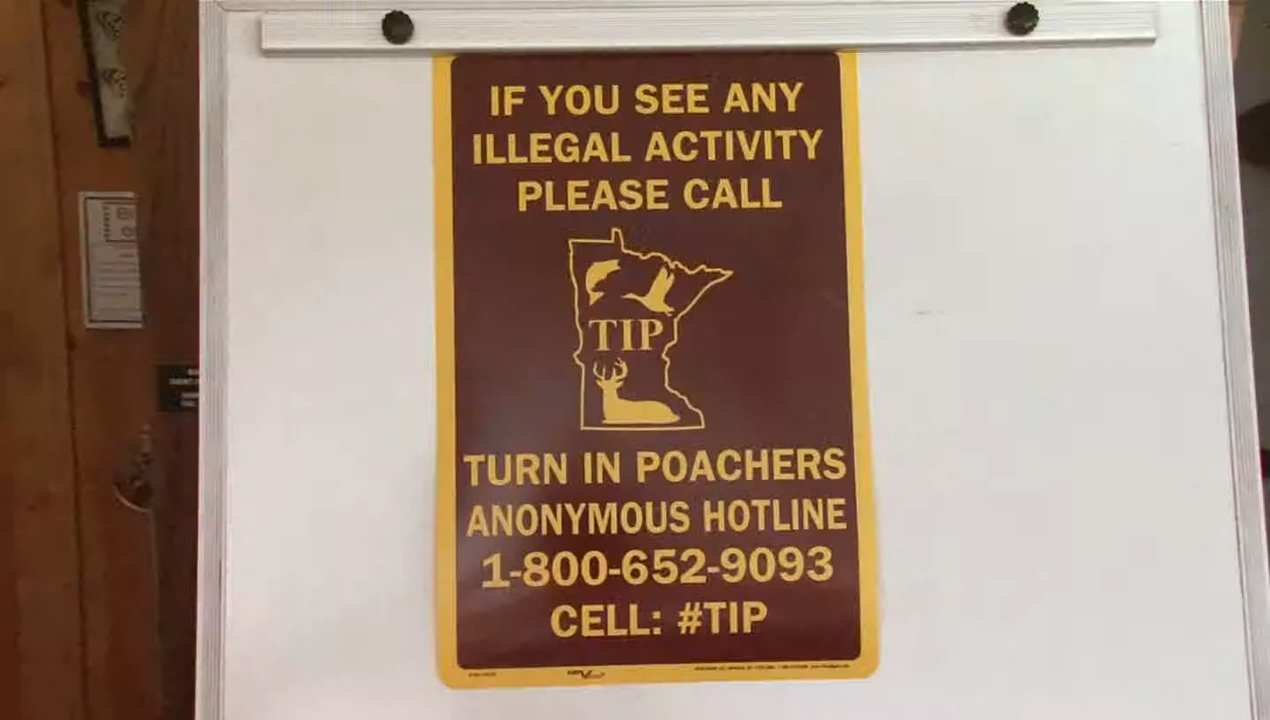 IF YOU SEE ANY
ILLEGAL ACTIVITY
PLEASE CALL
TIP
TURN IN POACHERS
ANONYMOUS HOTLINE
1-800-652-9093
CELL: #TIP